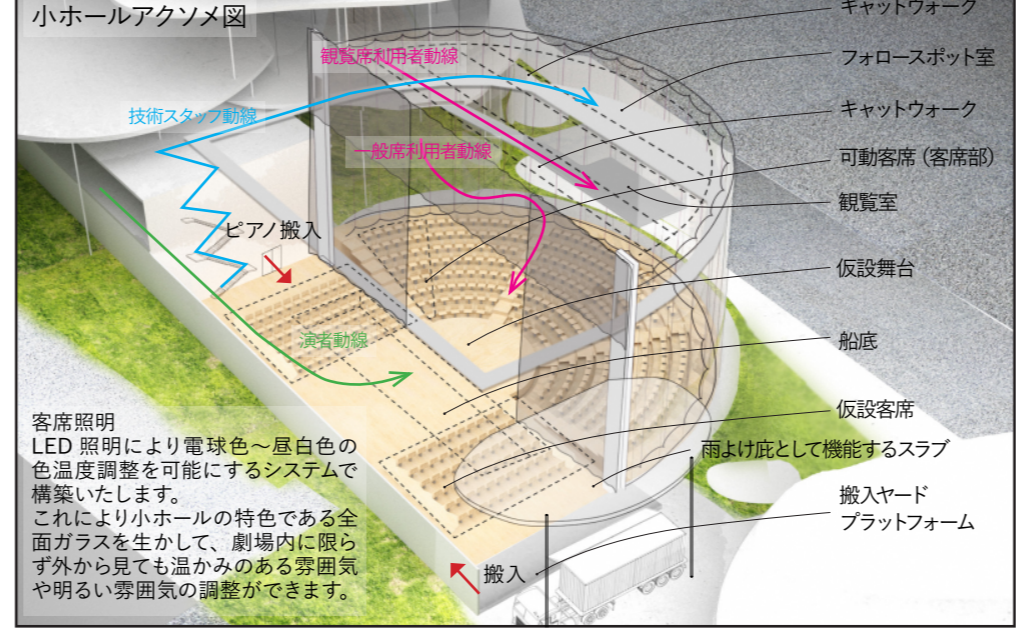 小ホールアクソメ図
キャットウォーク
観覧席利用者動線
フォロースポット室
技術スタッフ動線
キャットウォーク
一般席利用者動線
可動客席（客席部）
観覧室
ピアノ搬入
仮設舞台
演者動線
船底
仮設客席
客席照明
LED 照明により電球色～昼白色の
色温度調整を可能にするシステムで
構築いたします。
これにより小ホールの特色である全
面ガラスを生かして、劇場内に限ら
ず外から見ても温かみのある雰囲気
や明るい雰囲気の調整ができます。
雨よけ庇として機能するスラブ
搬入ヤード
プラットフォーム
搬入